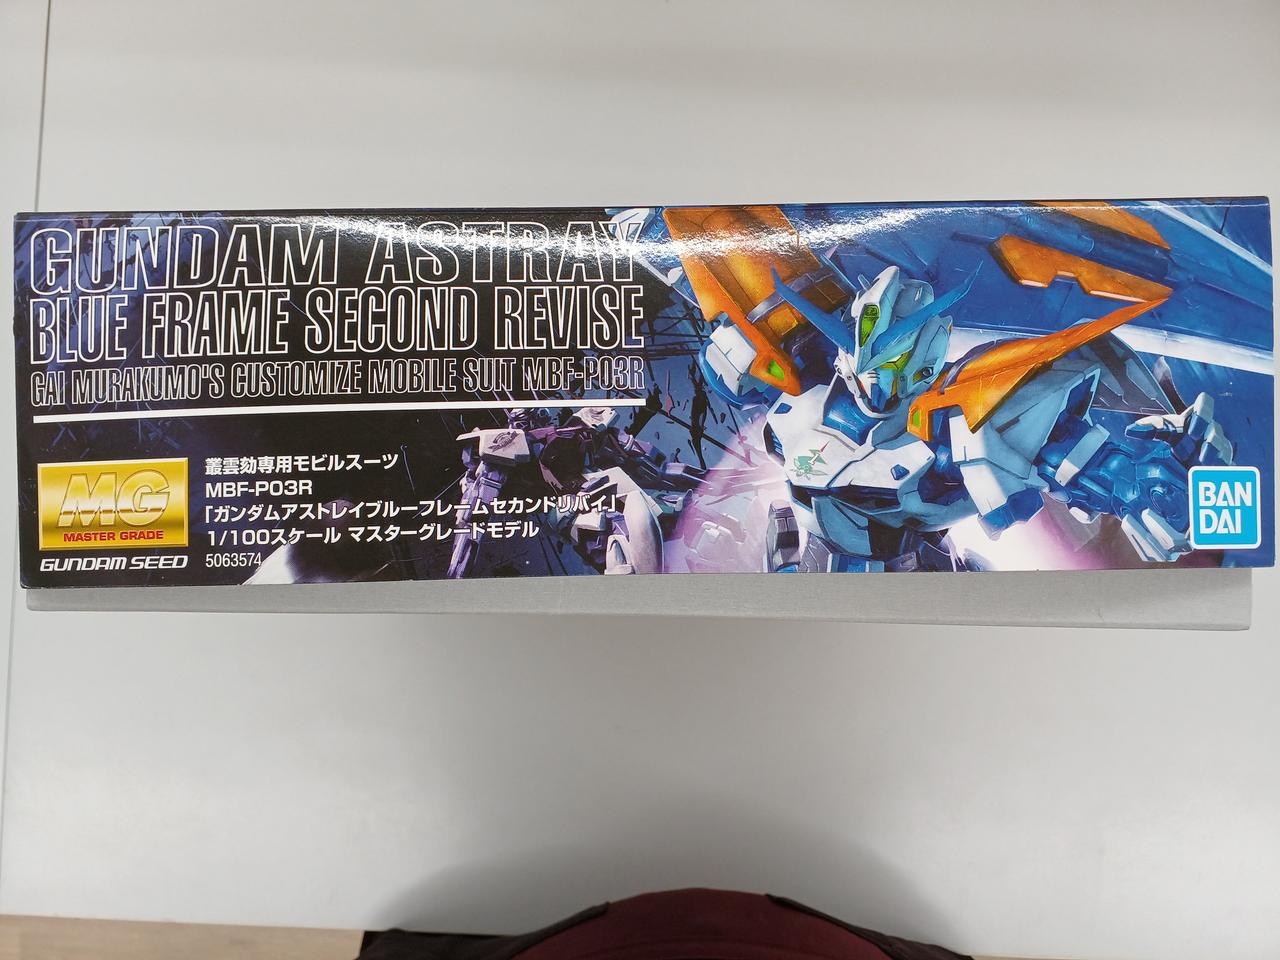 GUNDAM ASTRAY
BLUE FRAME SECOND REVISE
GAI MURAKUMO'S CUSTOMIZE MOBILE SUIT MBF-P03R
MG
MASTER GRADE
GUNDAM SEED
叢雲劾専用モビルスーツ
MBF-P03R
「ガンダムアストレイブルーフレームセカンドリバイ」
1/100スケール マスターグレードモデル
5063574
BAN
DAI